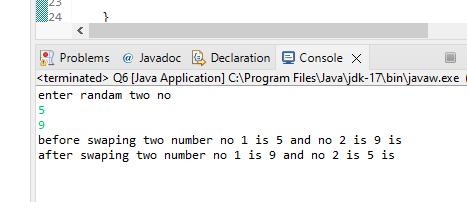 23
24 }
Problems @ Javadoc Declaration Console
<terminated> Q6 [Java Application] C:\Program Files\Java\jdk-17\bin\javaw.exe (
enter randam two no
5
9
before swaping two number no 1 is 5 and no 2 is 9 is
after swaping two number no 1 is 9 and no 2 is 5 is